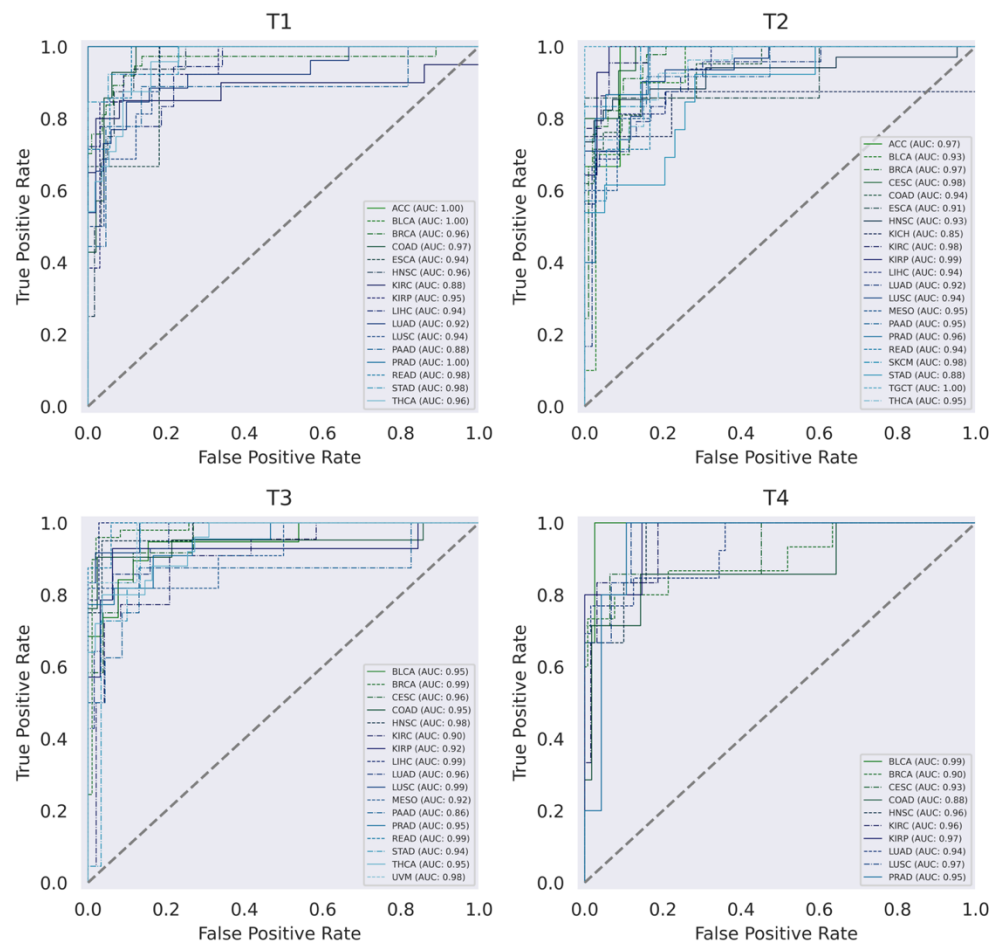 T1
1.0
0.8
0.6
0.4
0.2
0.0
True Positive Rate
ACC (AUC: 1.00)
BLCA (AUC: 1.00)
BRCA (AUC: 0.96)
COAD (AUC: 0.97)
ESCA (AUC: 0.94)
HNSC (AUC: 0.96)
KIRC (AUC: 0.88)
KIRP (AUC: 0.95)
LIHC (AUC: 0.94)
LUAD (AUC: 0.92)
LUSC (AUC: 0.94)
PAAD (AUC: 0.88)
PRAD (AUC: 1.00)
READ (AUC: 0.98)
STAD (AUC: 0.98)
THCA (AUC: 0.96)
0.0 0.2 0.4 0.6 0.8 1.0
False Positive Rate
T2
1.0
0.8
0.6
0.4
0.2
0.0
True Positive Rate
ACC (AUC: 0.97)
BLCA (AUC: 0.93)
BRCA (AUC: 0.97)
CESC (AUC: 0.98)
COAD (AUC: 0.94)
ESCA (AUC: 0.91)
HNSC (AUC: 0.93)
KICH (AUC: 0.85)
KIRC (AUC: 0.98)
KIRP (AUC: 0.99)
LIHC (AUC: 0.94)
LUAD (AUC: 0.92)
LUSC (AUC: 0.94)
MESO (AUC: 0.95)
PAAD (AUC: 0.95)
PRAD (AUC: 0.96)
READ (AUC: 0.94)
SKCM (AUC: 0.98)
STAD (AUC: 0.88)
TGCT (AUC: 1.00)
THCA (AUC: 0.95)
0.0 0.2 0.4 0.6 0.8 1.0
False Positive Rate
T3
1.0
0.8
0.6
0.4
0.2
0.0
True Positive Rate
BLCA (AUC: 0.95)
BRCA (AUC: 0.99)
CESC (AUC: 0.96)
COAD (AUC: 0.95)
HNSC (AUC: 0.98)
KIRC (AUC: 0.90)
KIRP (AUC: 0.92)
LIHC (AUC: 0.99)
LUAD (AUC: 0.96)
LUSC (AUC: 0.99)
MESO (AUC: 0.92)
PAAD (AUC: 0.86)
PRAD (AUC: 0.95)
READ (AUC: 0.99)
STAD (AUC: 0.94)
THCA (AUC: 0.95)
UVM (AUC: 0.98)
0.0 0.2 0.4 0.6 0.8 1.0
False Positive Rate
T4
1.0
0.8
0.6
0.4
0.2
0.0
True Positive Rate
BLCA (AUC: 0.99)
BRCA (AUC: 0.90)
CESC (AUC: 0.93)
COAD (AUC: 0.88)
HNSC (AUC: 0.96)
KIRC (AUC: 0.96)
KIRP (AUC: 0.97)
LUAD (AUC: 0.94)
LUSC (AUC: 0.97)
PRAD (AUC: 0.95)
0.0 0.2 0.4 0.6 0.8 1.0
False Positive Rate